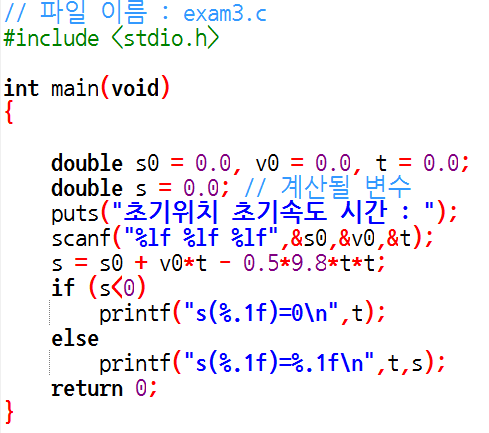 // 파일 이름 : exam3.c
#include <stdio.h>
int main(void)
{
double s0 = 0.0, v0 = 0.0, t = 0.0;
double s = 0.0; // 계산될 변수
puts("초기위치 초기속도 시간 : ");
scanf("%lf %lf %lf",&s0,&v0,&t);
s = s0 + v0*t - 0.5*9.8*t*t;
if (s<0)
printf("s(%.1f)=0\n",t);
else
printf("s(%.1f)=%.1f\n",t,s);
return 0;
}